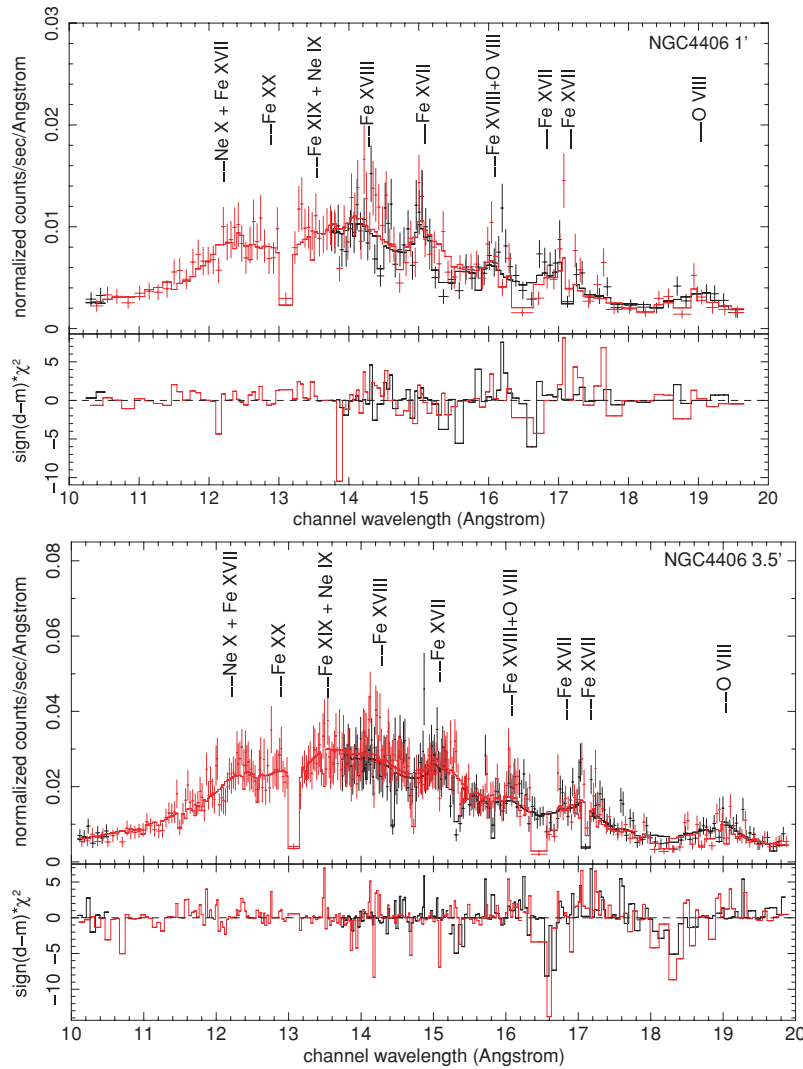 NGC4406 1'
Ne X + Fe XVII
Fe XX
Fe XIX + Ne IX
Fe XVIII
Fe XVII
Fe XVIII+O VIII
Fe XVII
Fe XVII
O VIII
normalized counts/sec/Angstrom
0.03
0.02
0.01
0
sign(d−m)*χ²
5
0
−5
−10
10 11 12 13 14 15 16 17 18 19 20
channel wavelength (Angstrom)
NGC4406 3.5'
Ne X + Fe XVII
Fe XX
Fe XIX + Ne IX
Fe XVIII
Fe XVII
Fe XVIII+O VIII
Fe XVII
Fe XVII
O VIII
normalized counts/sec/Angstrom
0.08
0.06
0.04
0.02
0
sign(d−m)*χ²
5
0
−5
−10
10 11 12 13 14 15 16 17 18 19 20
channel wavelength (Angstrom)